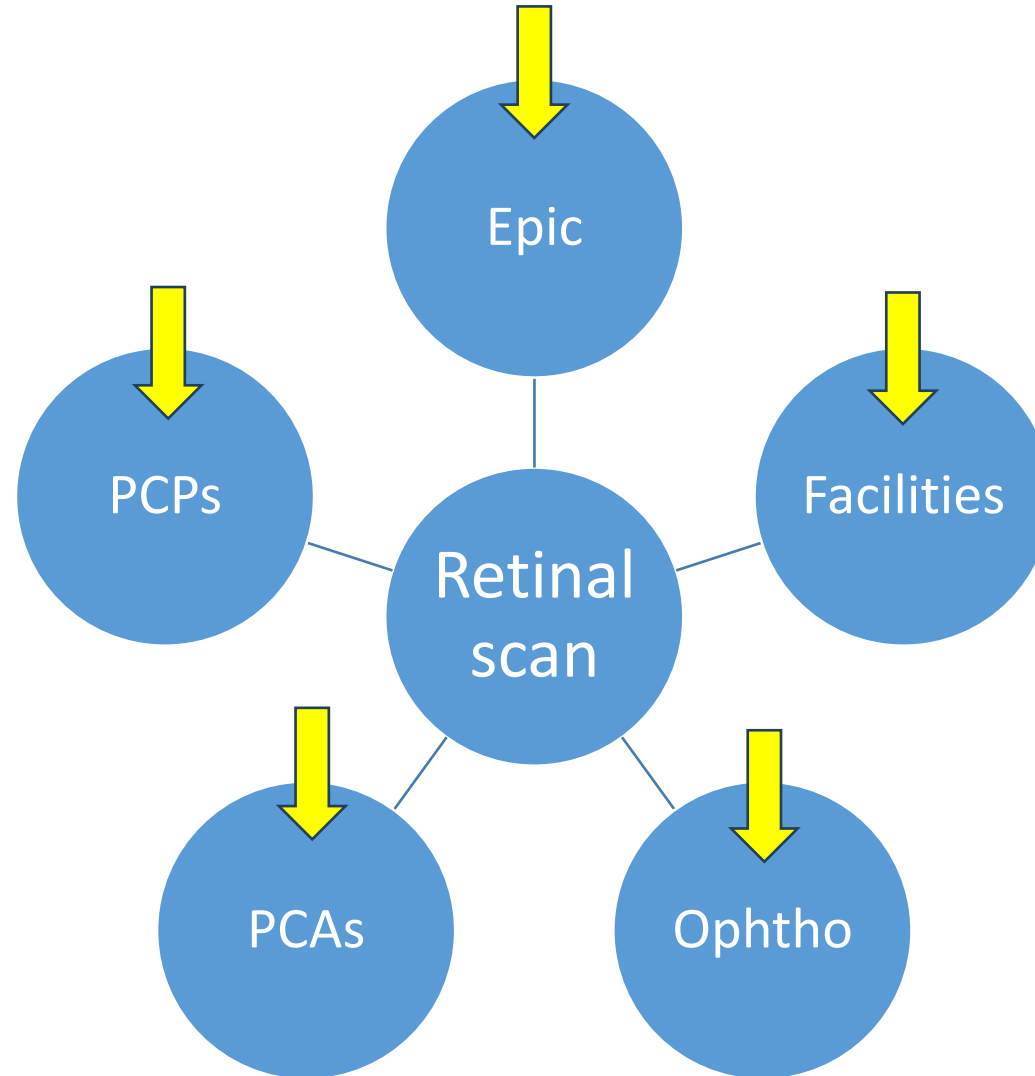 Epic
PCPs
Facilities
Retinal
scan
PCAs
Ophtho